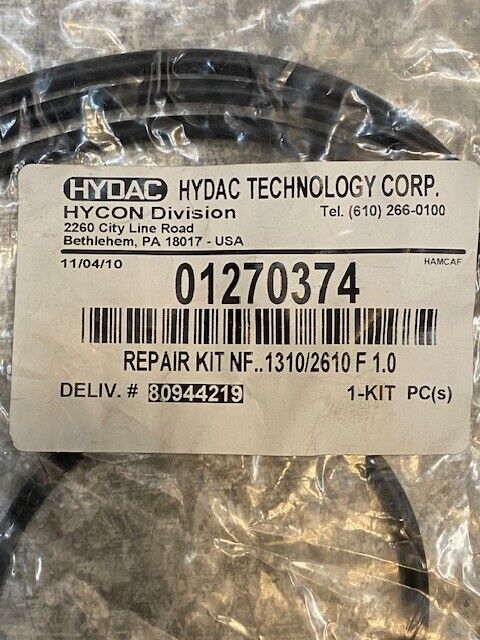 HYDAC HYDAC TECHNOLOGY CORP.
HYCON Division Tel. (610) 266-0100
2260 City Line Road
Bethlehem, PA 18017 - USA
11/04/10 HAMCAF
01270374
REPAIR KIT NF..1310/2610 F 1.0
DELIV. # 80944219 1-KIT PC(s)